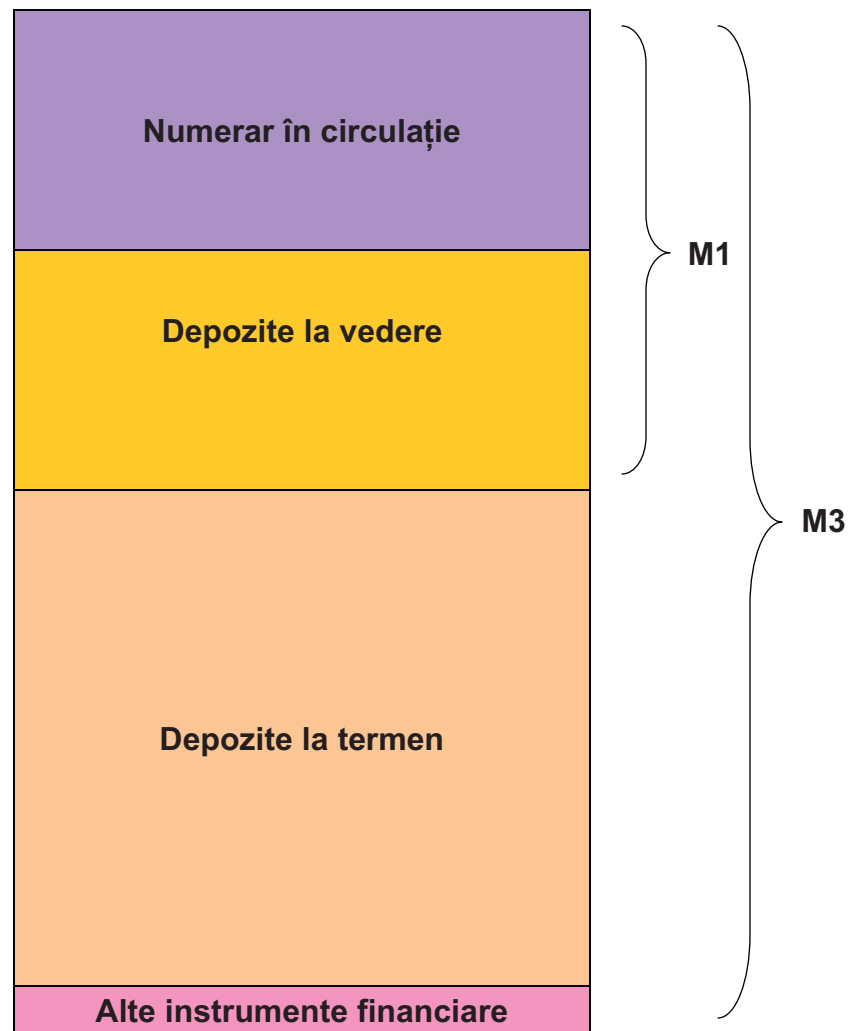 Numerar în circulație
M1
Depozite la vedere
M3
Depozite la termen
Alte instrumente financiare